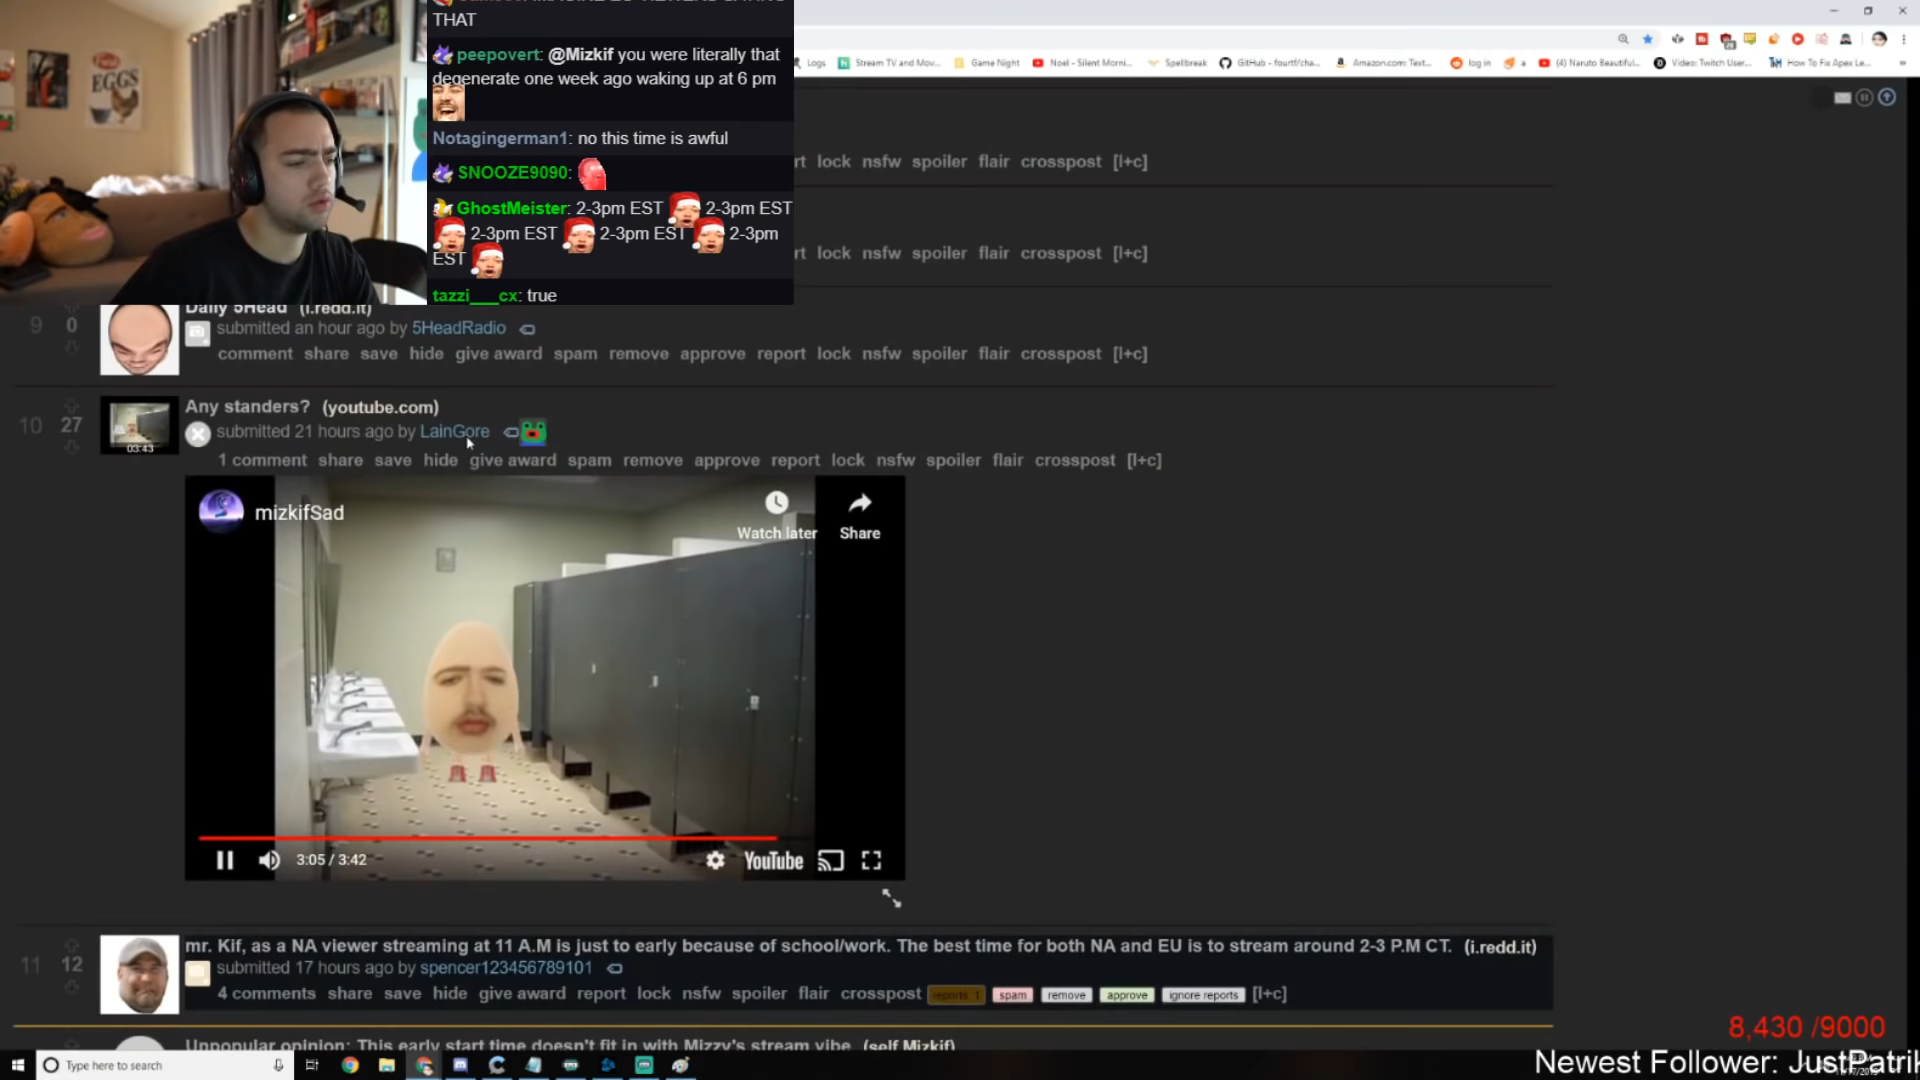 THAT
peepovert: @Mizkif you were literally that
degenerate one week ago waking up at 6 pm
Notagingerman1: no this time is awful
SNOOZE9090:
GhostMeister: 2-3pm EST 2-3pm EST
2-3pm EST 2-3pm EST 2-3pm
EST
tazzi___cx: true
Fresh EGGS
Logs Stream TV and Mov... Game Night Noel - Silent Morni... Spellbreak GitHub - fourtf/cha... Amazon.com: Text... log in a (4) Naruto Beautiful... Video: Twitch User... How To Fix Apex Le...
rt lock nsfw spoiler flair crosspost [l+c]
rt lock nsfw spoiler flair crosspost [l+c]
9 0 Daily 5Head (i.redd.it)
submitted an hour ago by 5HeadRadio
comment share save hide give award spam remove approve report lock nsfw spoiler flair crosspost [l+c]
10 27 Any standers? (youtube.com)
03:43
submitted 21 hours ago by LainGore
1 comment share save hide give award spam remove approve report lock nsfw spoiler flair crosspost [l+c]
mizkifSad
Watch later Share
3:05 / 3:42 YouTube
11 12 mr. Kif, as a NA viewer streaming at 11 A.M is just to early because of school/work. The best time for both NA and EU is to stream around 2-3 P.M CT. (i.redd.it)
submitted 17 hours ago by spencer123456789101
4 comments share save hide give award report lock nsfw spoiler flair crosspost reports 1 spam remove approve ignore reports [l+c]
Unpopular opinion: This early start time doesn't fit in with Mizzy's stream vibe (self.Mizkif)
8,430 /9000
Type here to search
Newest Follower: JustPatrik